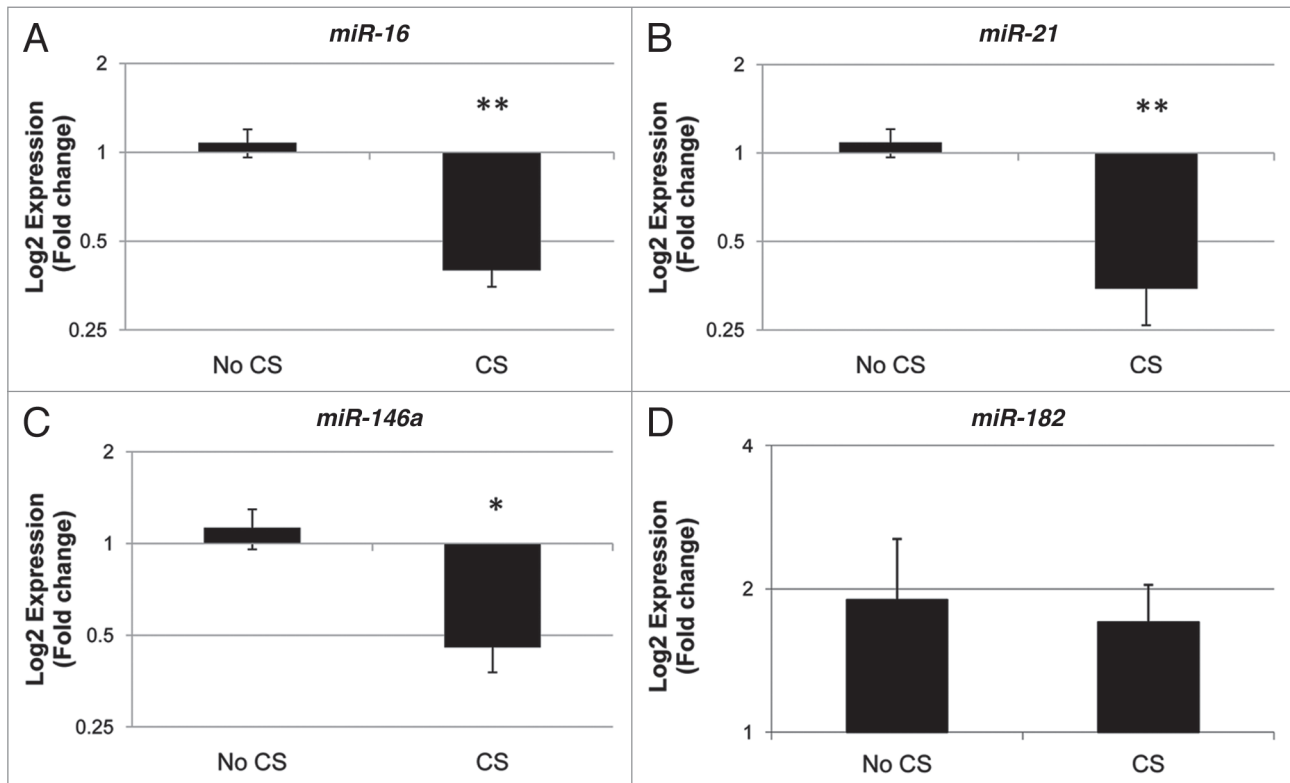 A
miR-16
Log2 Expression
(Fold change)
2
1
0.5
0.25
**
No CS
CS
B
miR-21
Log2 Expression
(Fold change)
2
1
0.5
0.25
**
No CS
CS
C
miR-146a
Log2 Expression
(Fold change)
2
1
0.5
0.25
*
No CS
CS
D
miR-182
Log2 Expression
(Fold change)
4
2
1
No CS
CS